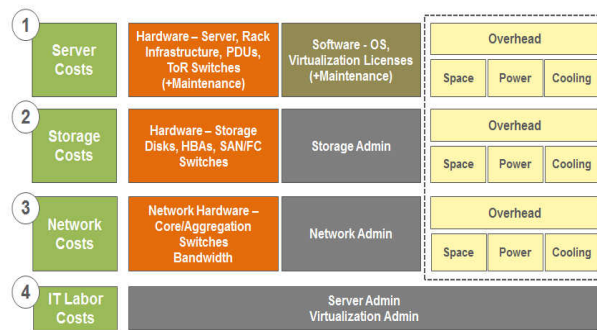 1
Server
Costs
Hardware – Server, Rack
Infrastructure, PDUs,
ToR Switches
(+Maintenance)
Software - OS,
Virtualization Licenses
(+Maintenance)
Overhead
Space
Power
Cooling
2
Storage
Costs
Hardware – Storage
Disks, HBAs, SAN/FC
Switches
Storage Admin
Overhead
Space
Power
Cooling
3
Network
Costs
Network Hardware –
Core/Aggregation
Switches
Bandwidth
Network Admin
Overhead
Space
Power
Cooling
4
IT Labor
Costs
Server Admin
Virtualization Admin